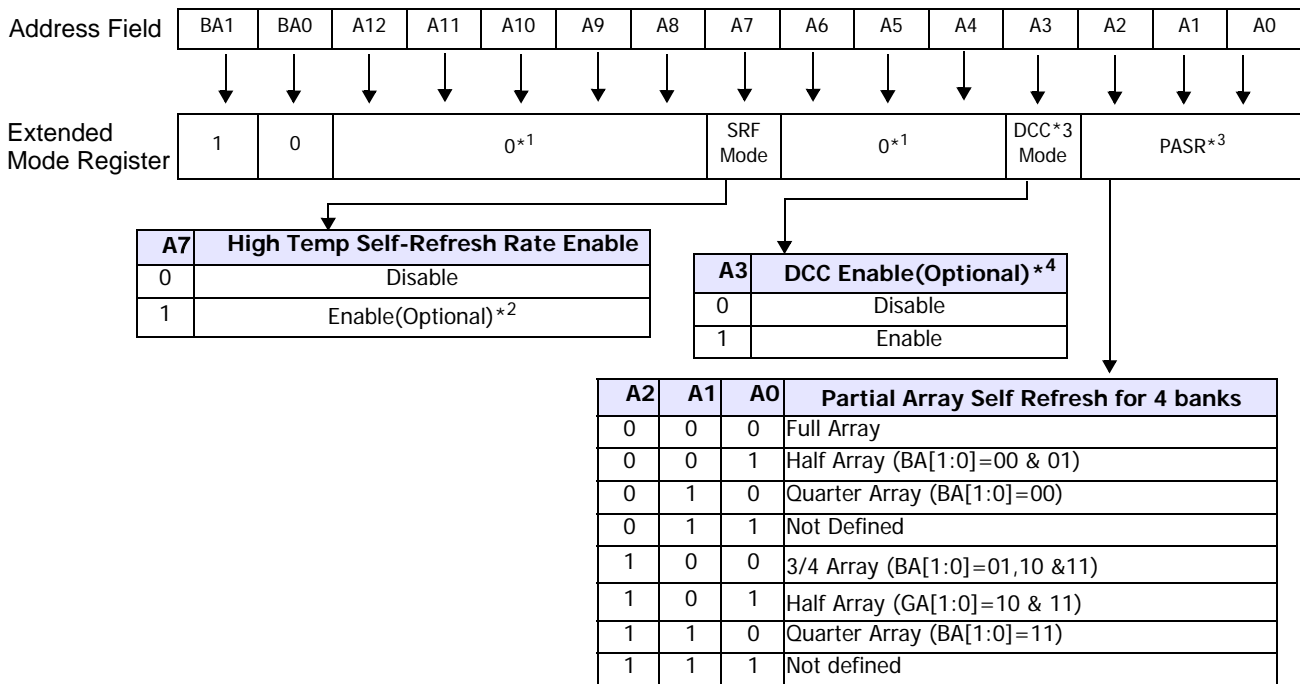 Address Field BA1 BA0 A12 A11 A10 A9 A8 A7 A6 A5 A4 A3 A2 A1 A0
Extended
Mode Register
1 0 0*1 SRF
Mode 0*1 DCC*3
Mode PASR*3
A7 High Temp Self-Refresh Rate Enable
0 Disable
1 Enable(Optional)*2
A3 DCC Enable(Optional)*4
0 Disable
1 Enable
A2 A1 A0 Partial Array Self Refresh for 4 banks
0 0 0 Full Array
0 0 1 Half Array (BA[1:0]=00 & 01)
0 1 0 Quarter Array (BA[1:0]=00)
0 1 1 Not Defined
1 0 0 3/4 Array (BA[1:0]=01,10 &11)
1 0 1 Half Array (GA[1:0]=10 & 11)
1 1 0 Quarter Array (BA[1:0]=11)
1 1 1 Not defined